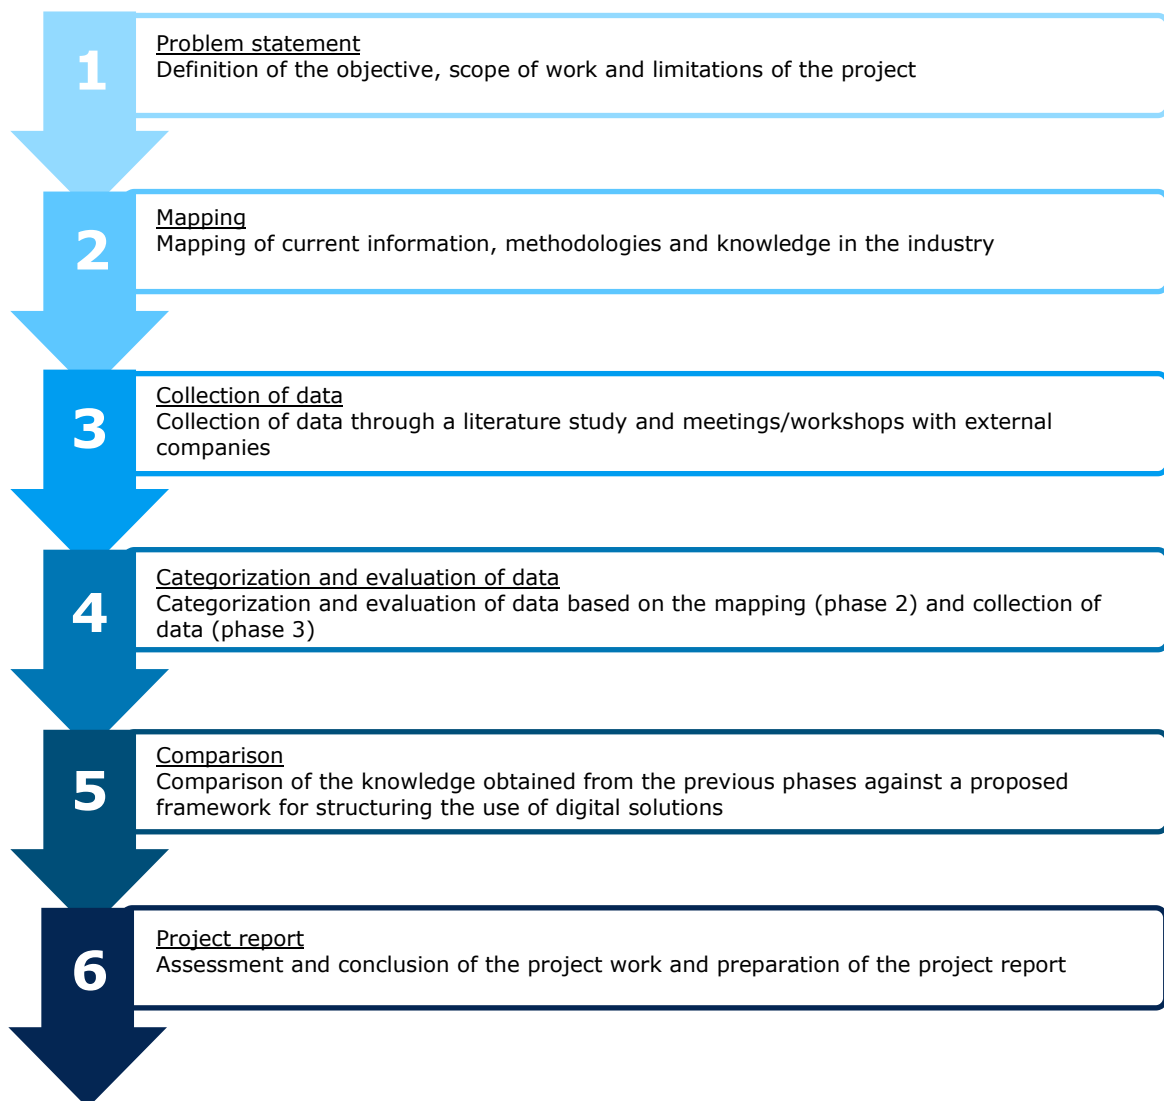 1
Problem statement
Definition of the objective, scope of work and limitations of the project
2
Mapping
Mapping of current information, methodologies and knowledge in the industry
3
Collection of data
Collection of data through a literature study and meetings/workshops with external
companies
4
Categorization and evaluation of data
Categorization and evaluation of data based on the mapping (phase 2) and collection of
data (phase 3)
5
Comparison
Comparison of the knowledge obtained from the previous phases against a proposed
framework for structuring the use of digital solutions
6
Project report
Assessment and conclusion of the project work and preparation of the project report